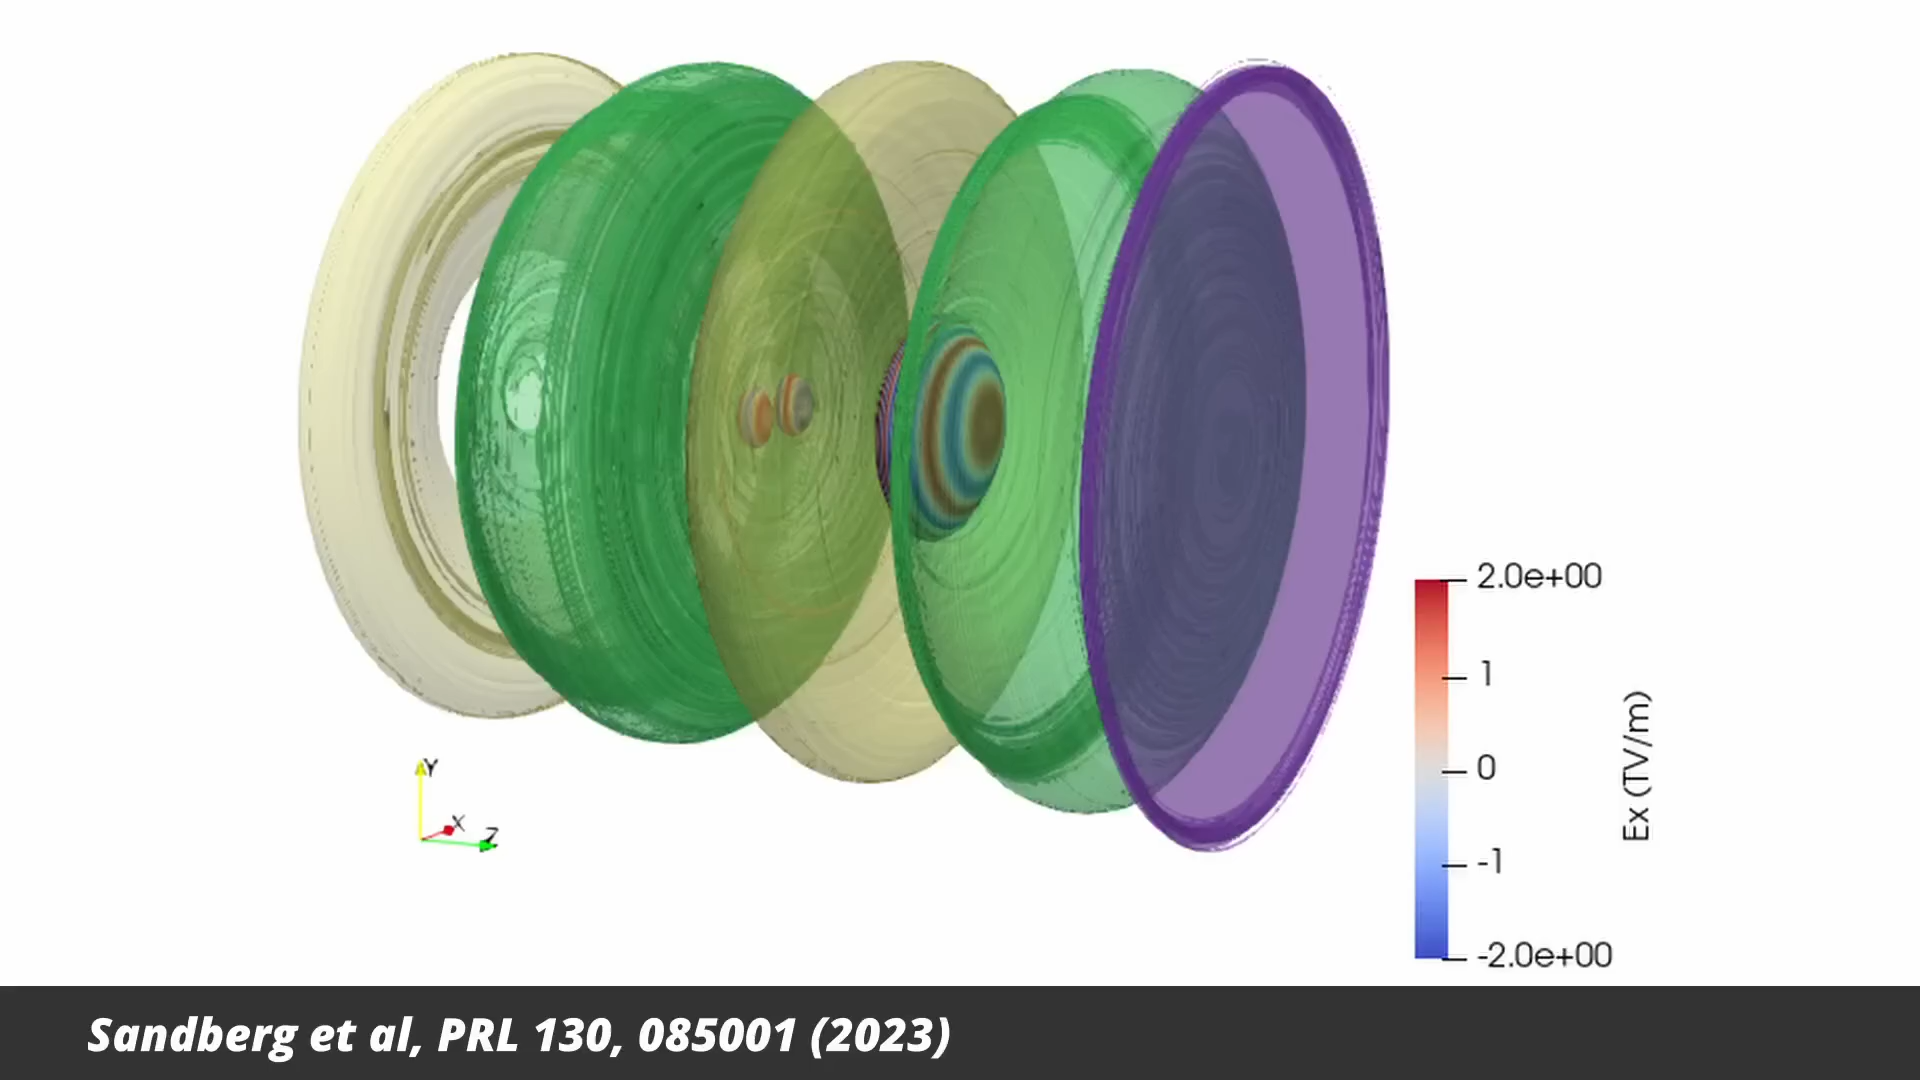 Y
X
Z
2.0e+00
1
0
-1
-2.0e+00
Ex (TV/m)
Sandberg et al, PRL 130, 085001 (2023)